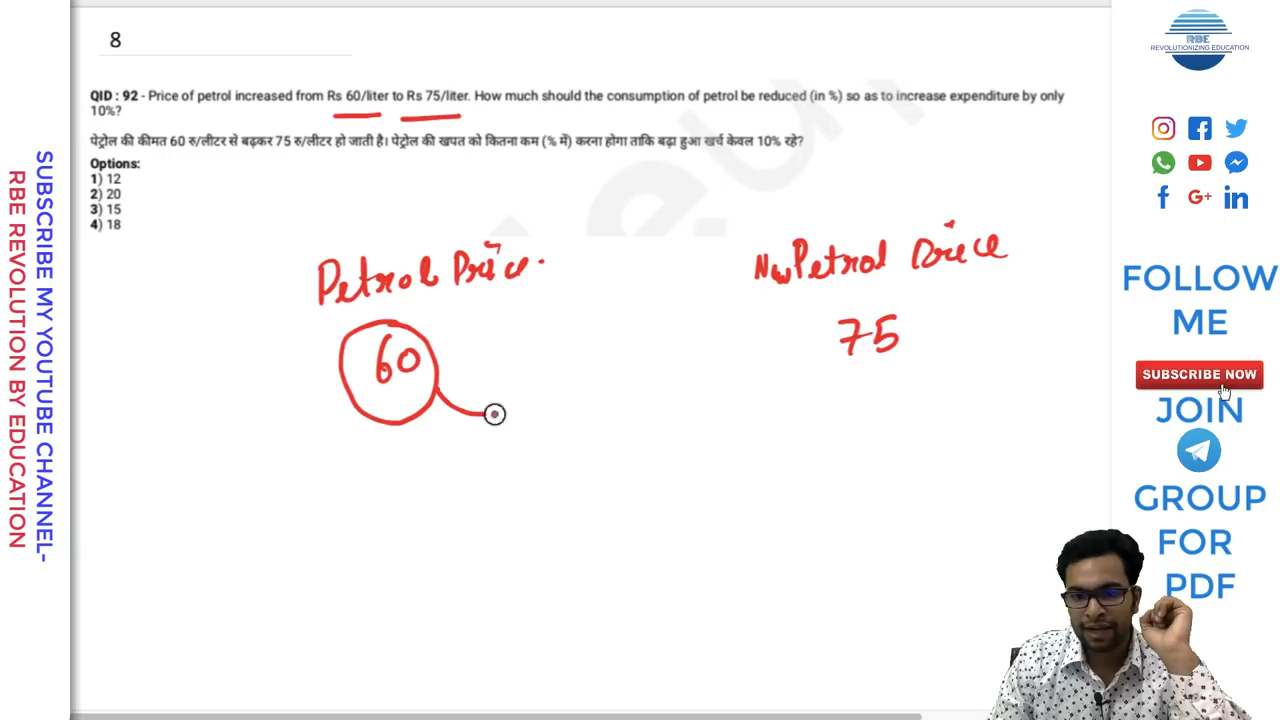 8
QID : 92 - Price of petrol increased from Rs 60/liter to Rs 75/liter. How much should the consumption of petrol be reduced (in %) so as to increase expenditure by only
10%?
पेट्रोल की कीमत 60 रु/लीटर से बढ़कर 75 रु/लीटर हो जाती है। पेट्रोल की खपत को कितना कम (% में) करना होगा ताकि बढ़ा हुआ खर्च केवल 10% रहे?
Options:
1) 12
2) 20
3) 15
4) 18
Petrol Price.
New Petrol Price
60
75
SUBSCRIBE MY YOUTUBE CHANNEL-
RBE REVOLUTION BY EDUCATION
RBE
REVOLUTIONIZING EDUCATION
FOLLOW
ME
SUBSCRIBE NOW
JOIN
GROUP
FOR
PDF